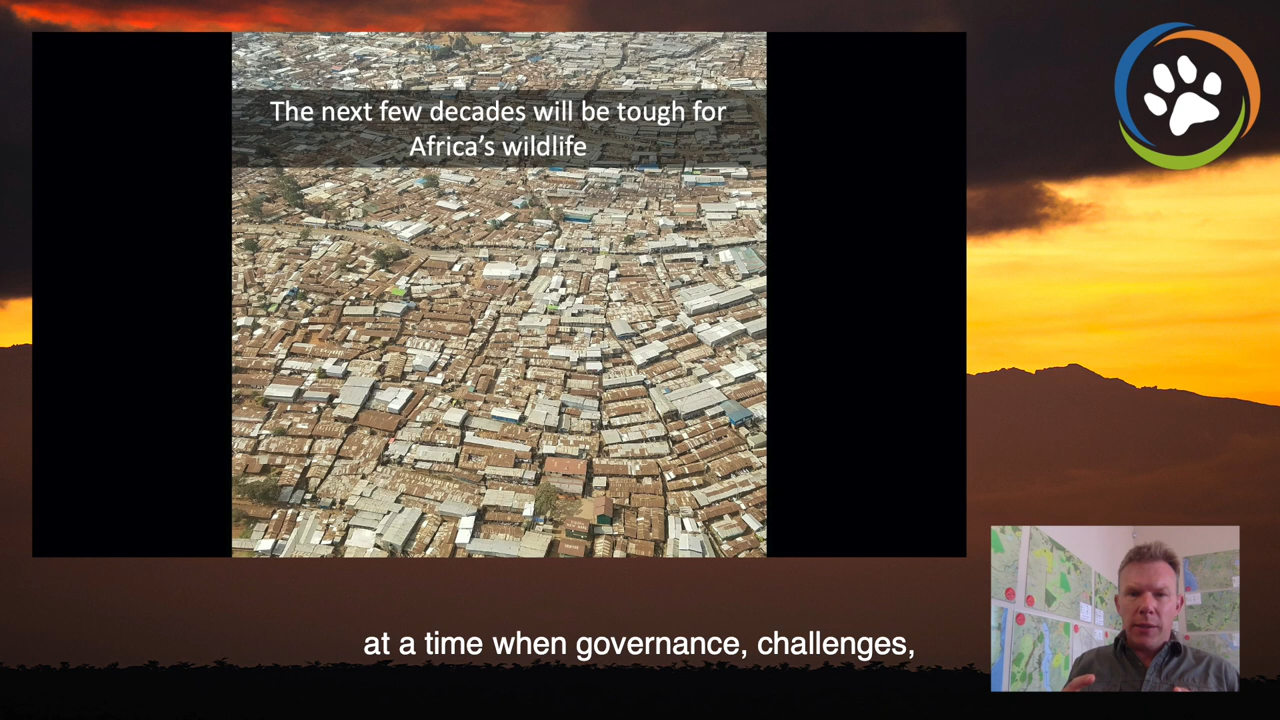 The next few decades will be tough for
Africa's wildlife
at a time when governance, challenges,